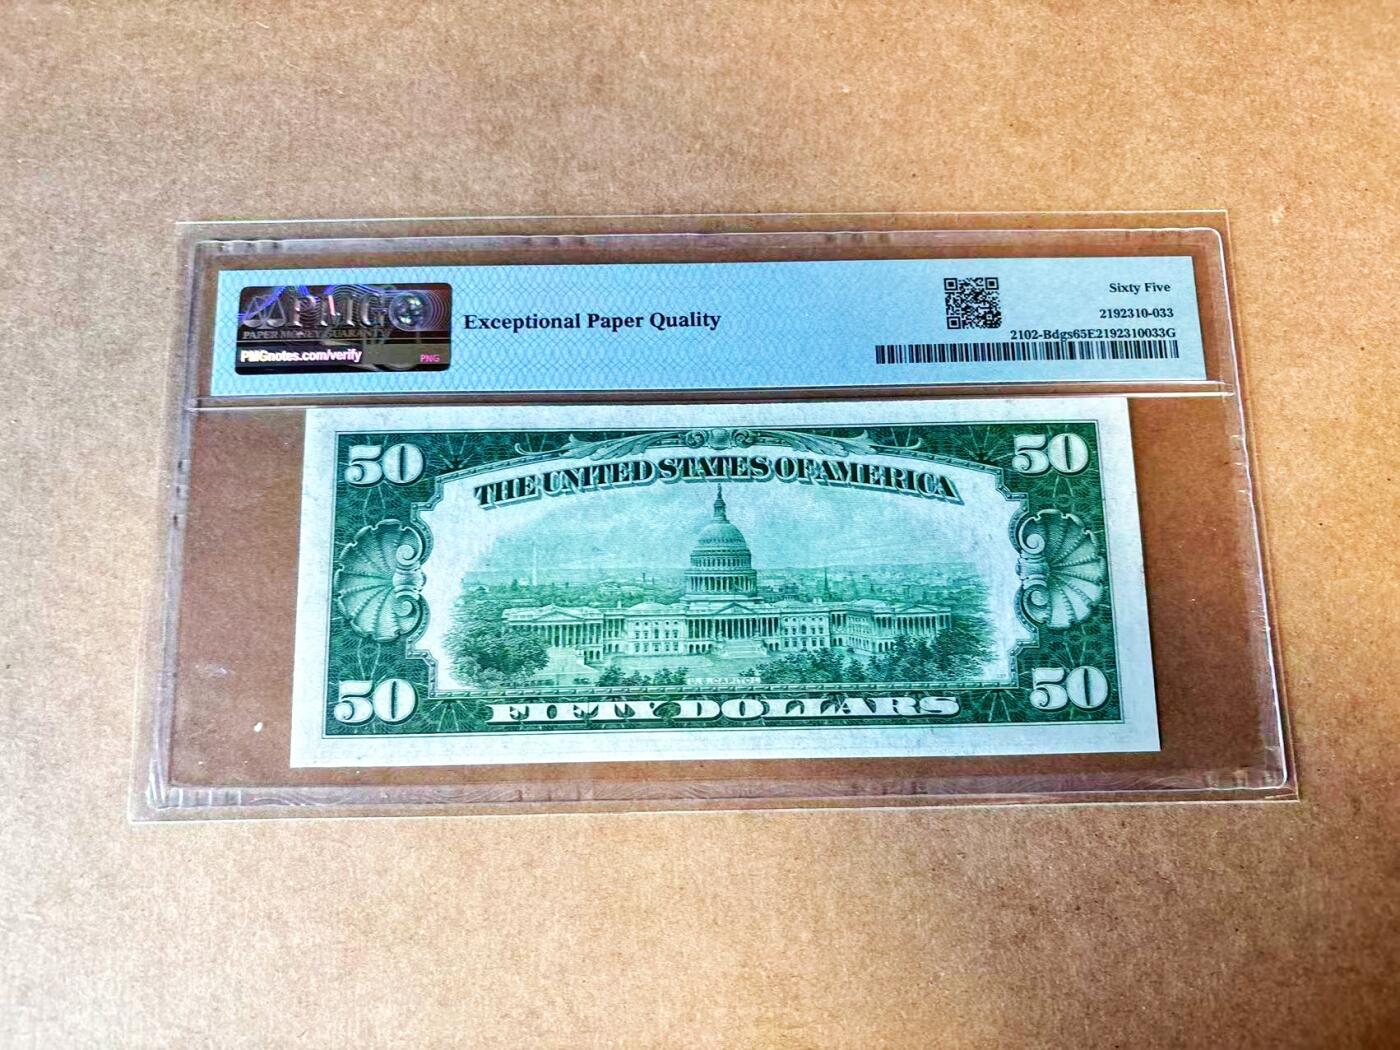 PMG
PAPER MONEY GUARANTY
PMGnotes.com/verify
PNG
Exceptional Paper Quality
Sixty Five
2192310-033
2102-Bdgs65E2192310033G
50
50
THE UNITED STATES OF AMERICA
U.S. CAPITOL
50
50
FIFTY DOLLARS